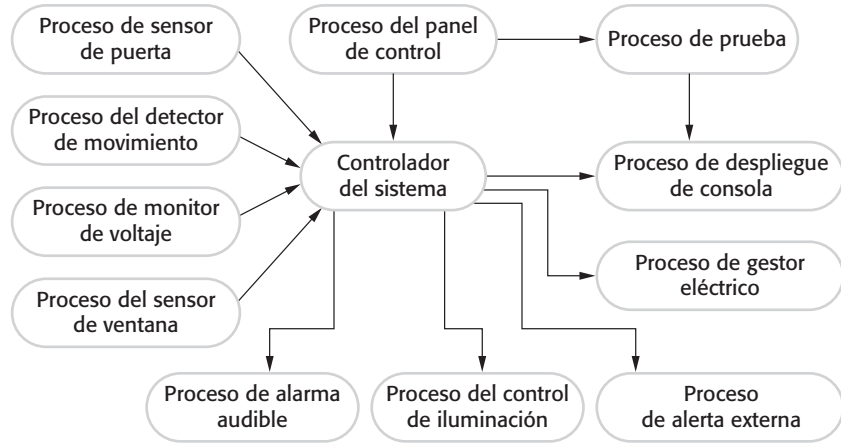 Proceso de sensor
de puerta
Proceso del panel
de control
Proceso de prueba
Proceso del detector
de movimiento
Controlador
del sistema
Proceso de despliegue
de consola
Proceso de monitor
de voltaje
Proceso de gestor
eléctrico
Proceso del sensor
de ventana
Proceso de alarma
audible
Proceso del control
de iluminación
Proceso
de alerta externa